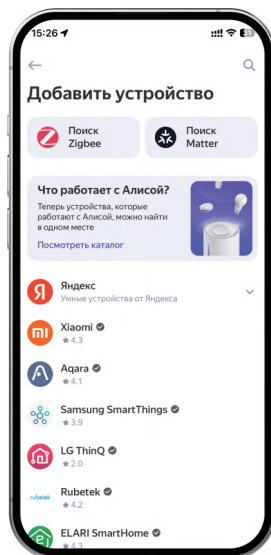 15:26
31
Добавить устройство
Поиск
Zigbee
Поиск
Matter
Что работает с Алисой?
Теперь устройства, которые
работают с Алисой, можно найти
в одном месте
Посмотреть каталог
Я
Яндекс
Умные устройства от Яндекса
Xiaomi
4.3
Aqara
4.1
Samsung SmartThings
3.9
LG ThinQ
2.0
rubetek
Rubetek
4.2
ELARI SmartHome
4.3